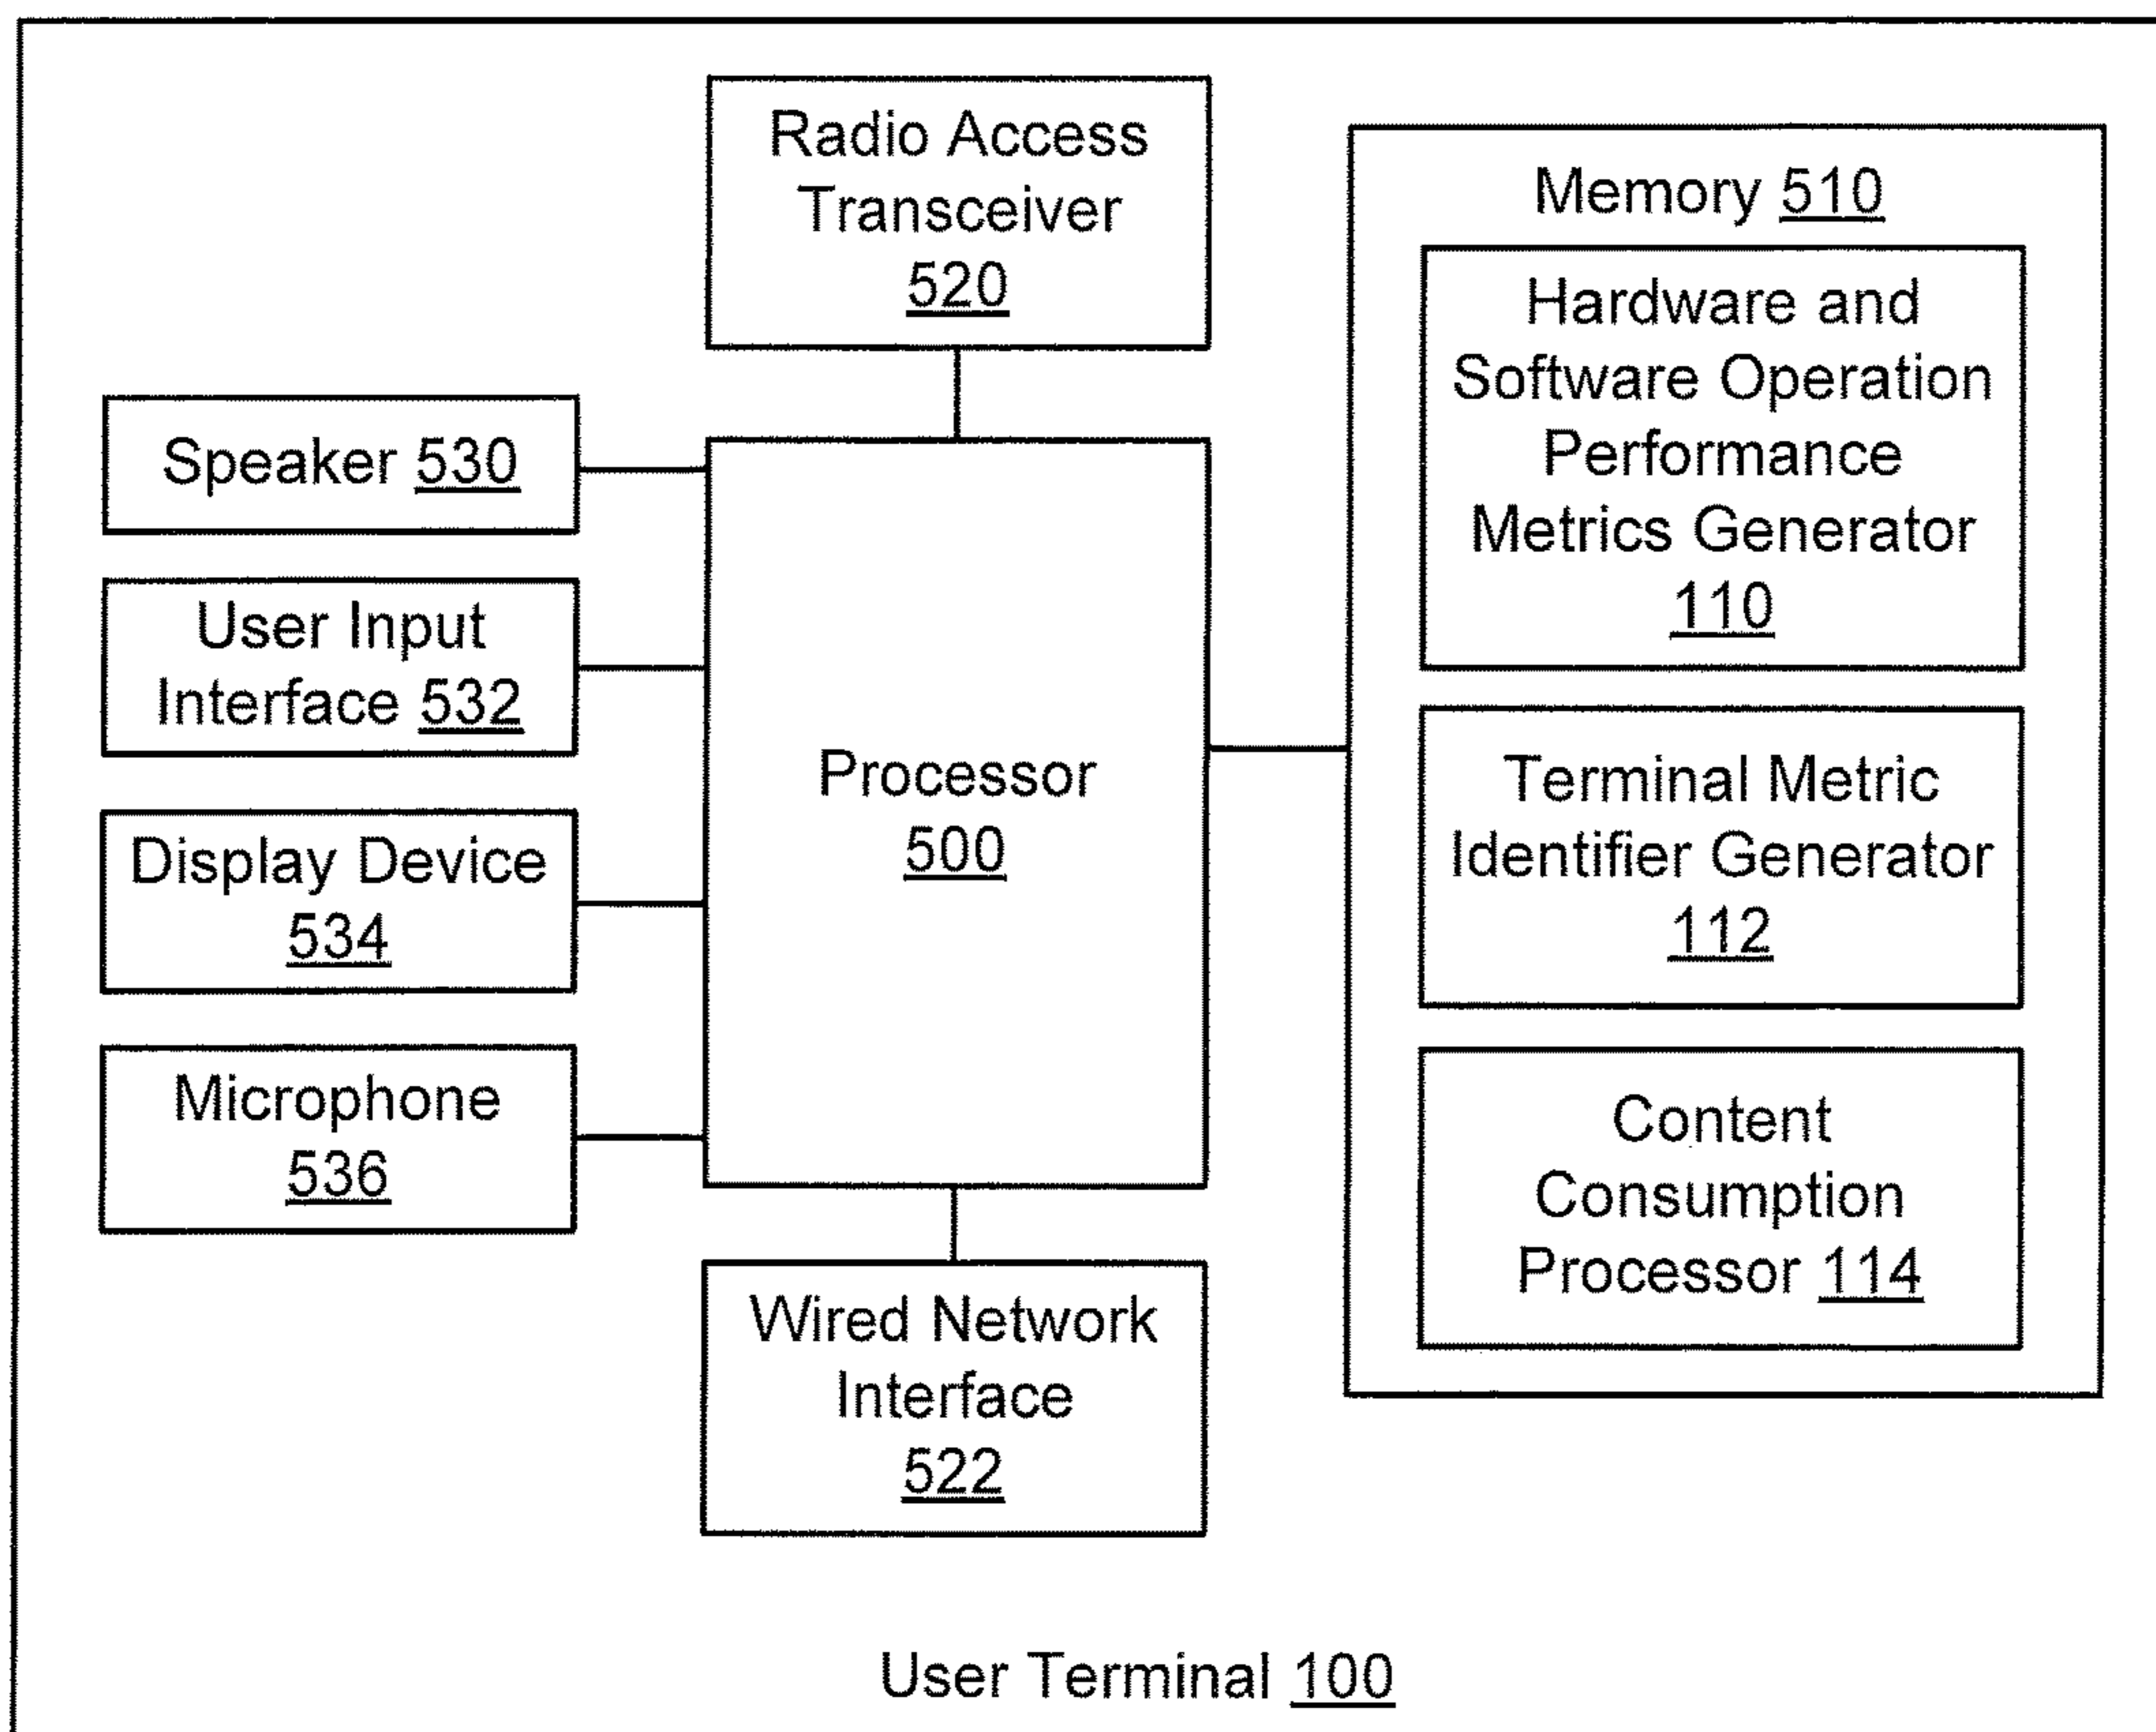 Radio Access
Transceiver
520
Speaker 530
User Input
Interface 532
Display Device
534
Microphone
536
Processor
500
Wired Network
Interface
522
Memory 510
Hardware and
Software Operation
Performance
Metrics Generator
110
Terminal Metric
Identifier Generator
112
Content
Consumption
Processor 114
User Terminal 100